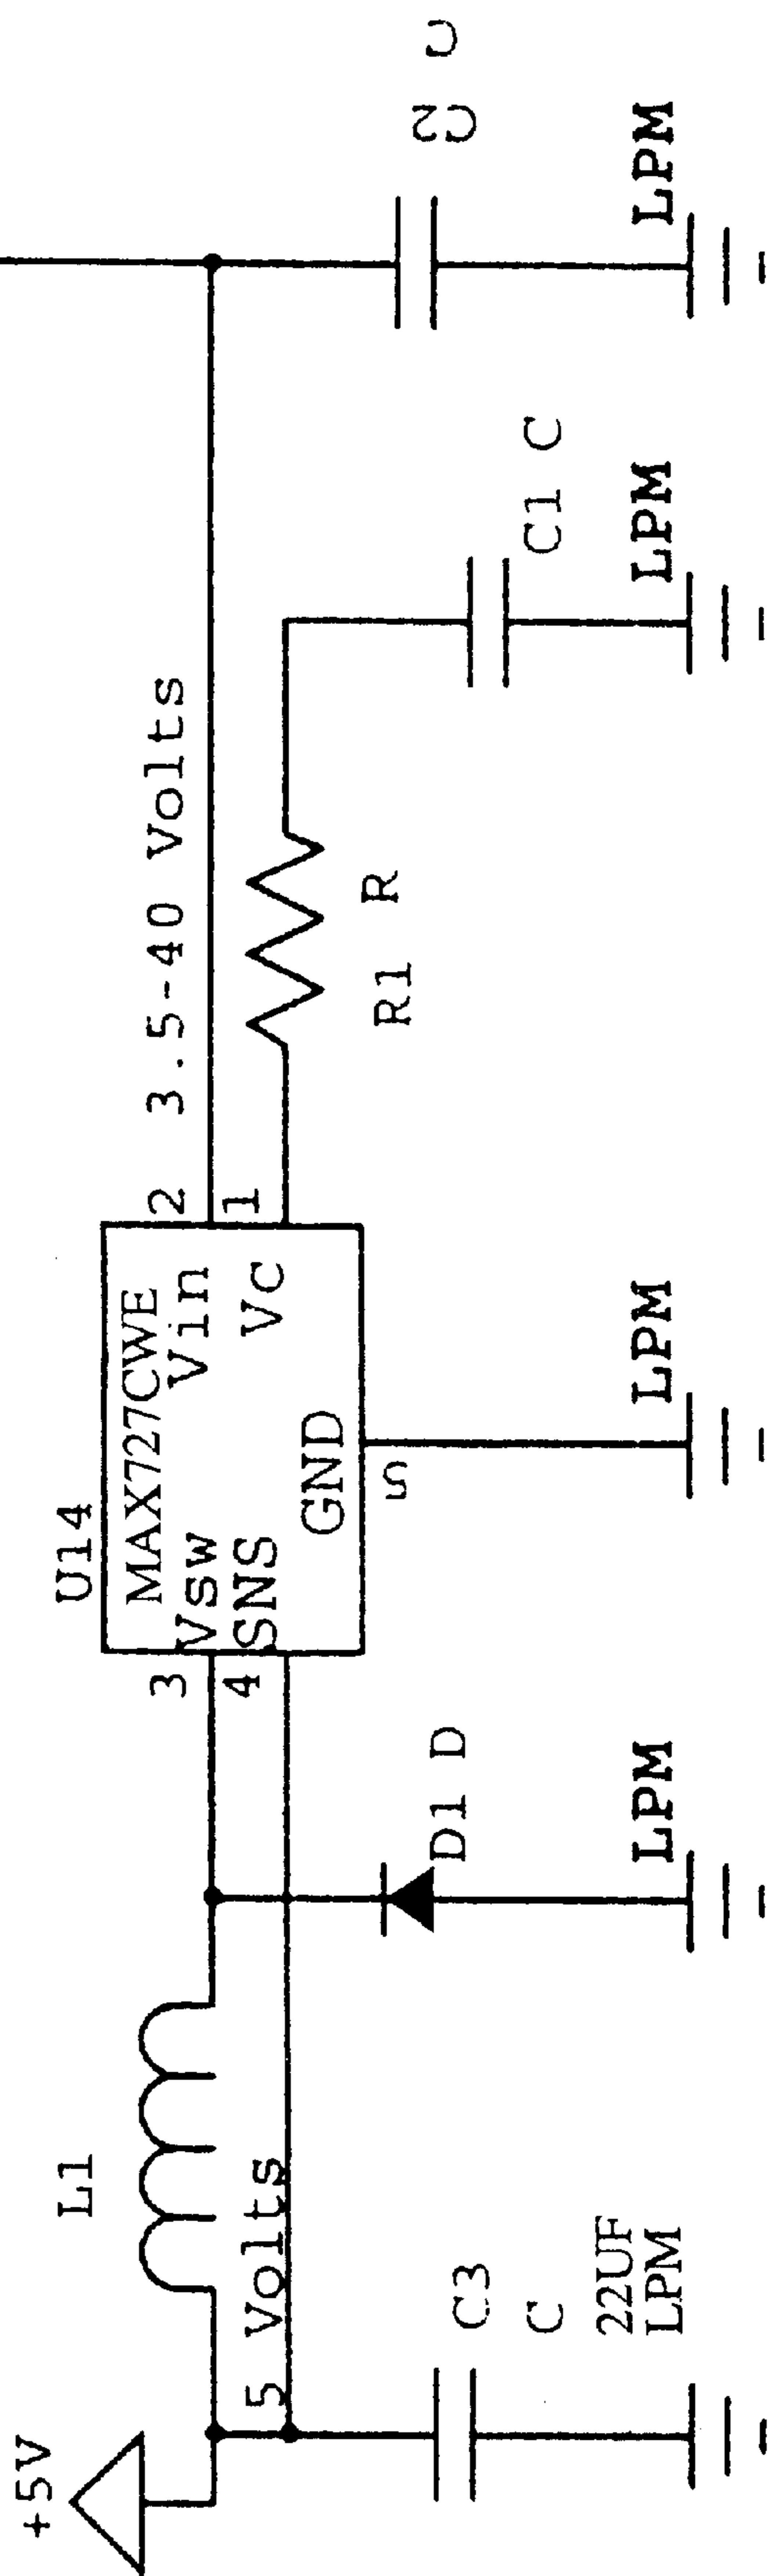 +5V
L1
5 Volts
C3
C
22UF
LPM
D1 D
LPM
U14
MAX727CWE
3
Vsw
4
SNS
GND
5
LPM
2
Vin
1
Vc
3.5-40 Volts
R1 R
C1 C
LPM
C2 C
LPM